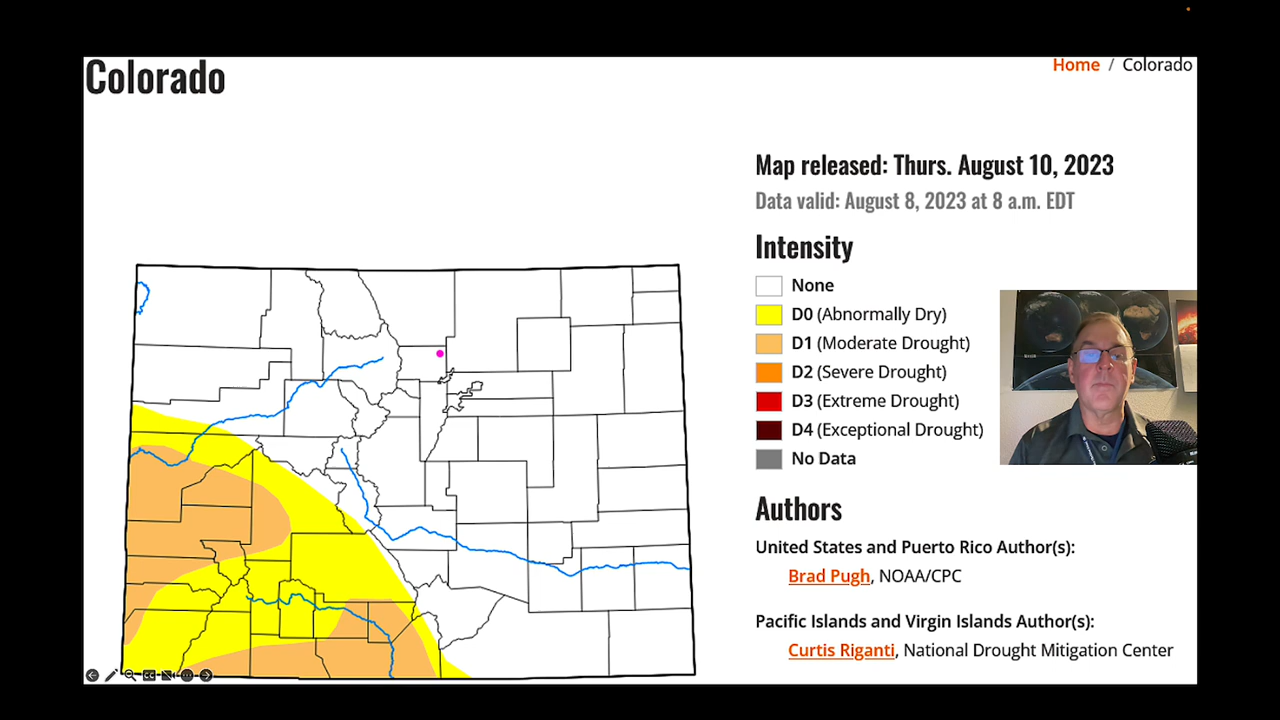 Colorado
Home / Colorado
Map released: Thurs. August 10, 2023
Data valid: August 8, 2023 at 8 a.m. EDT
Intensity
None
D0 (Abnormally Dry)
D1 (Moderate Drought)
D2 (Severe Drought)
D3 (Extreme Drought)
D4 (Exceptional Drought)
No Data
Authors
United States and Puerto Rico Author(s):
Brad Pugh, NOAA/CPC
Pacific Islands and Virgin Islands Author(s):
Curtis Riganti, National Drought Mitigation Center